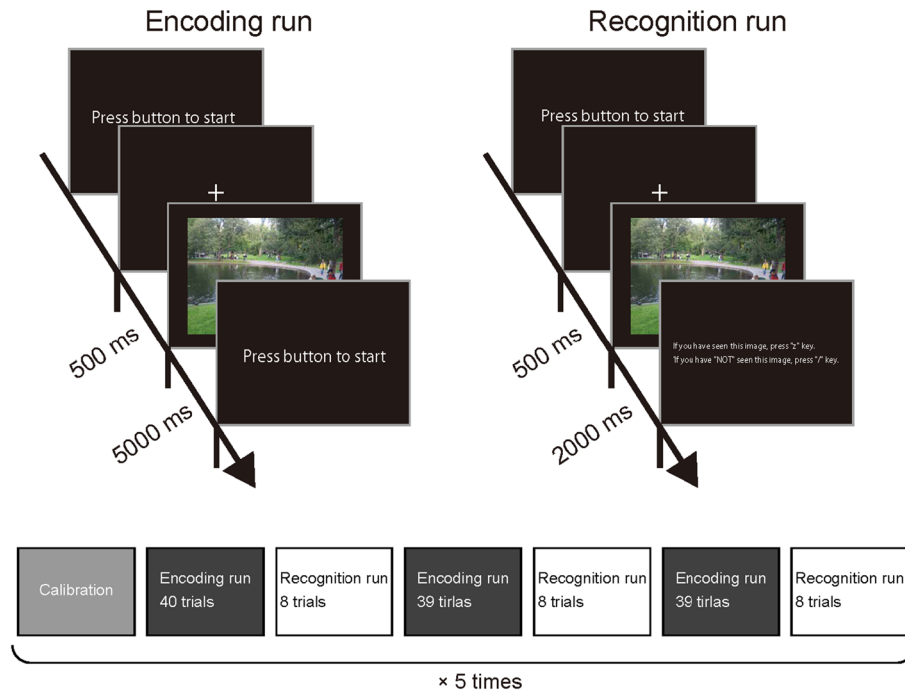 Encoding run
Press button to start
+
500 ms
5000 ms
Press button to start
Recognition run
Press button to start
+
500 ms
2000 ms
If you have seen this image, press "z" key.
If you have "NOT" seen this image, press "/" key.
Calibration
Encoding run
40 trials
Recognition run
8 trials
Encoding run
39 tirlas
Recognition run
8 trials
Encoding run
39 tirlas
Recognition run
8 trials
× 5 times